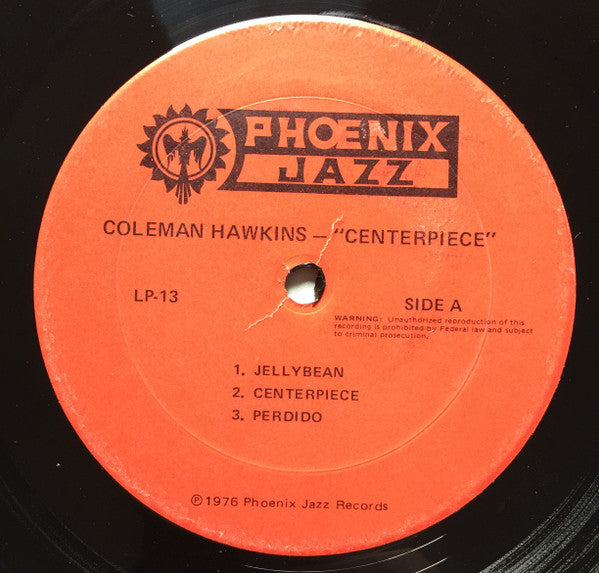 PHOENIX
JAZZ
COLEMAN HAWKINS — "CENTERPIECE"
LP-13
SIDE A
WARNING: Unauthorized reproduction of this
recording is prohibited by Federal law and subject
to criminal prosecution.
1. JELLYBEAN
2. CENTERPIECE
3. PERDIDO
℗ 1976 Phoenix Jazz Records